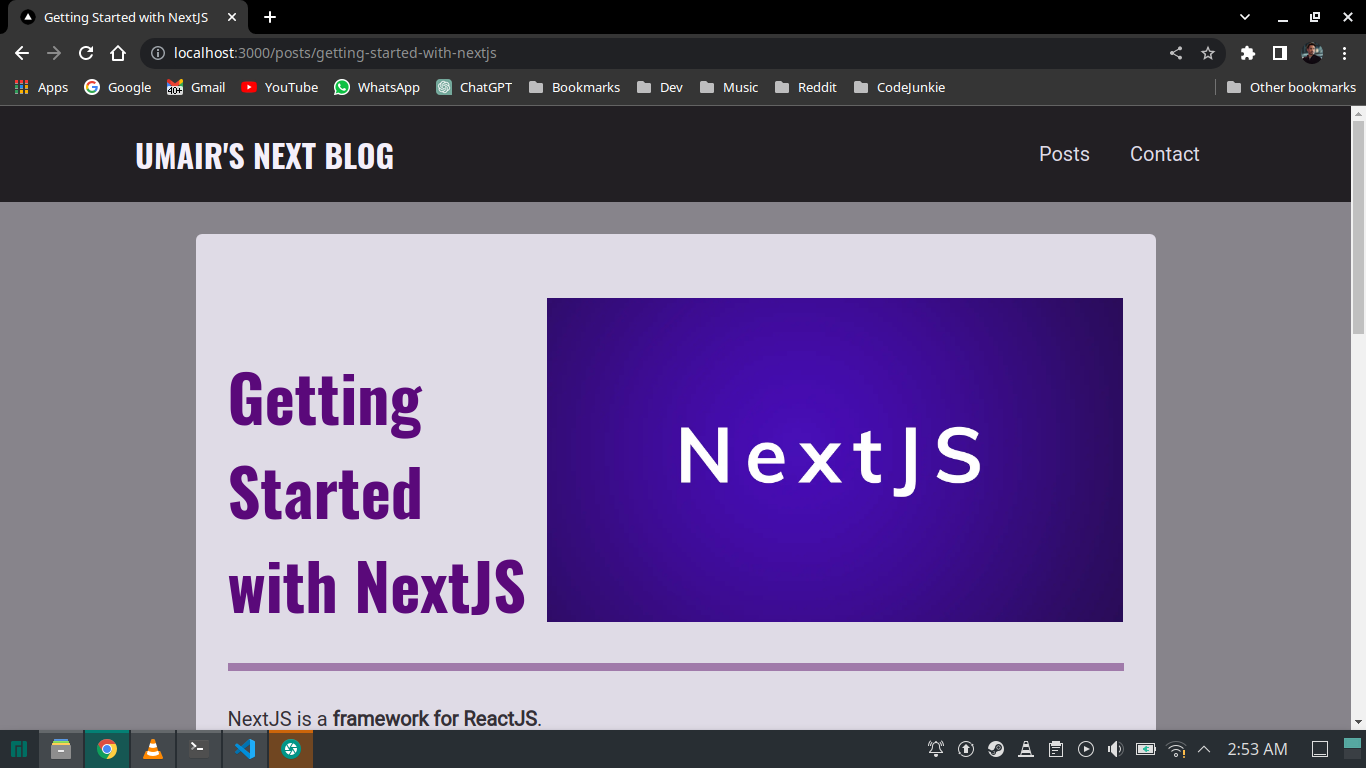 Getting Started with NextJS
localhost:3000/posts/getting-started-with-nextjs
Apps Google 40+ Gmail YouTube WhatsApp ChatGPT Bookmarks Dev Music Reddit CodeJunkie Other bookmarks
UMAIR'S NEXT BLOG Posts Contact
Getting
Started
with NextJS
NextJS
NextJS is a framework for ReactJS.
2:53 AM